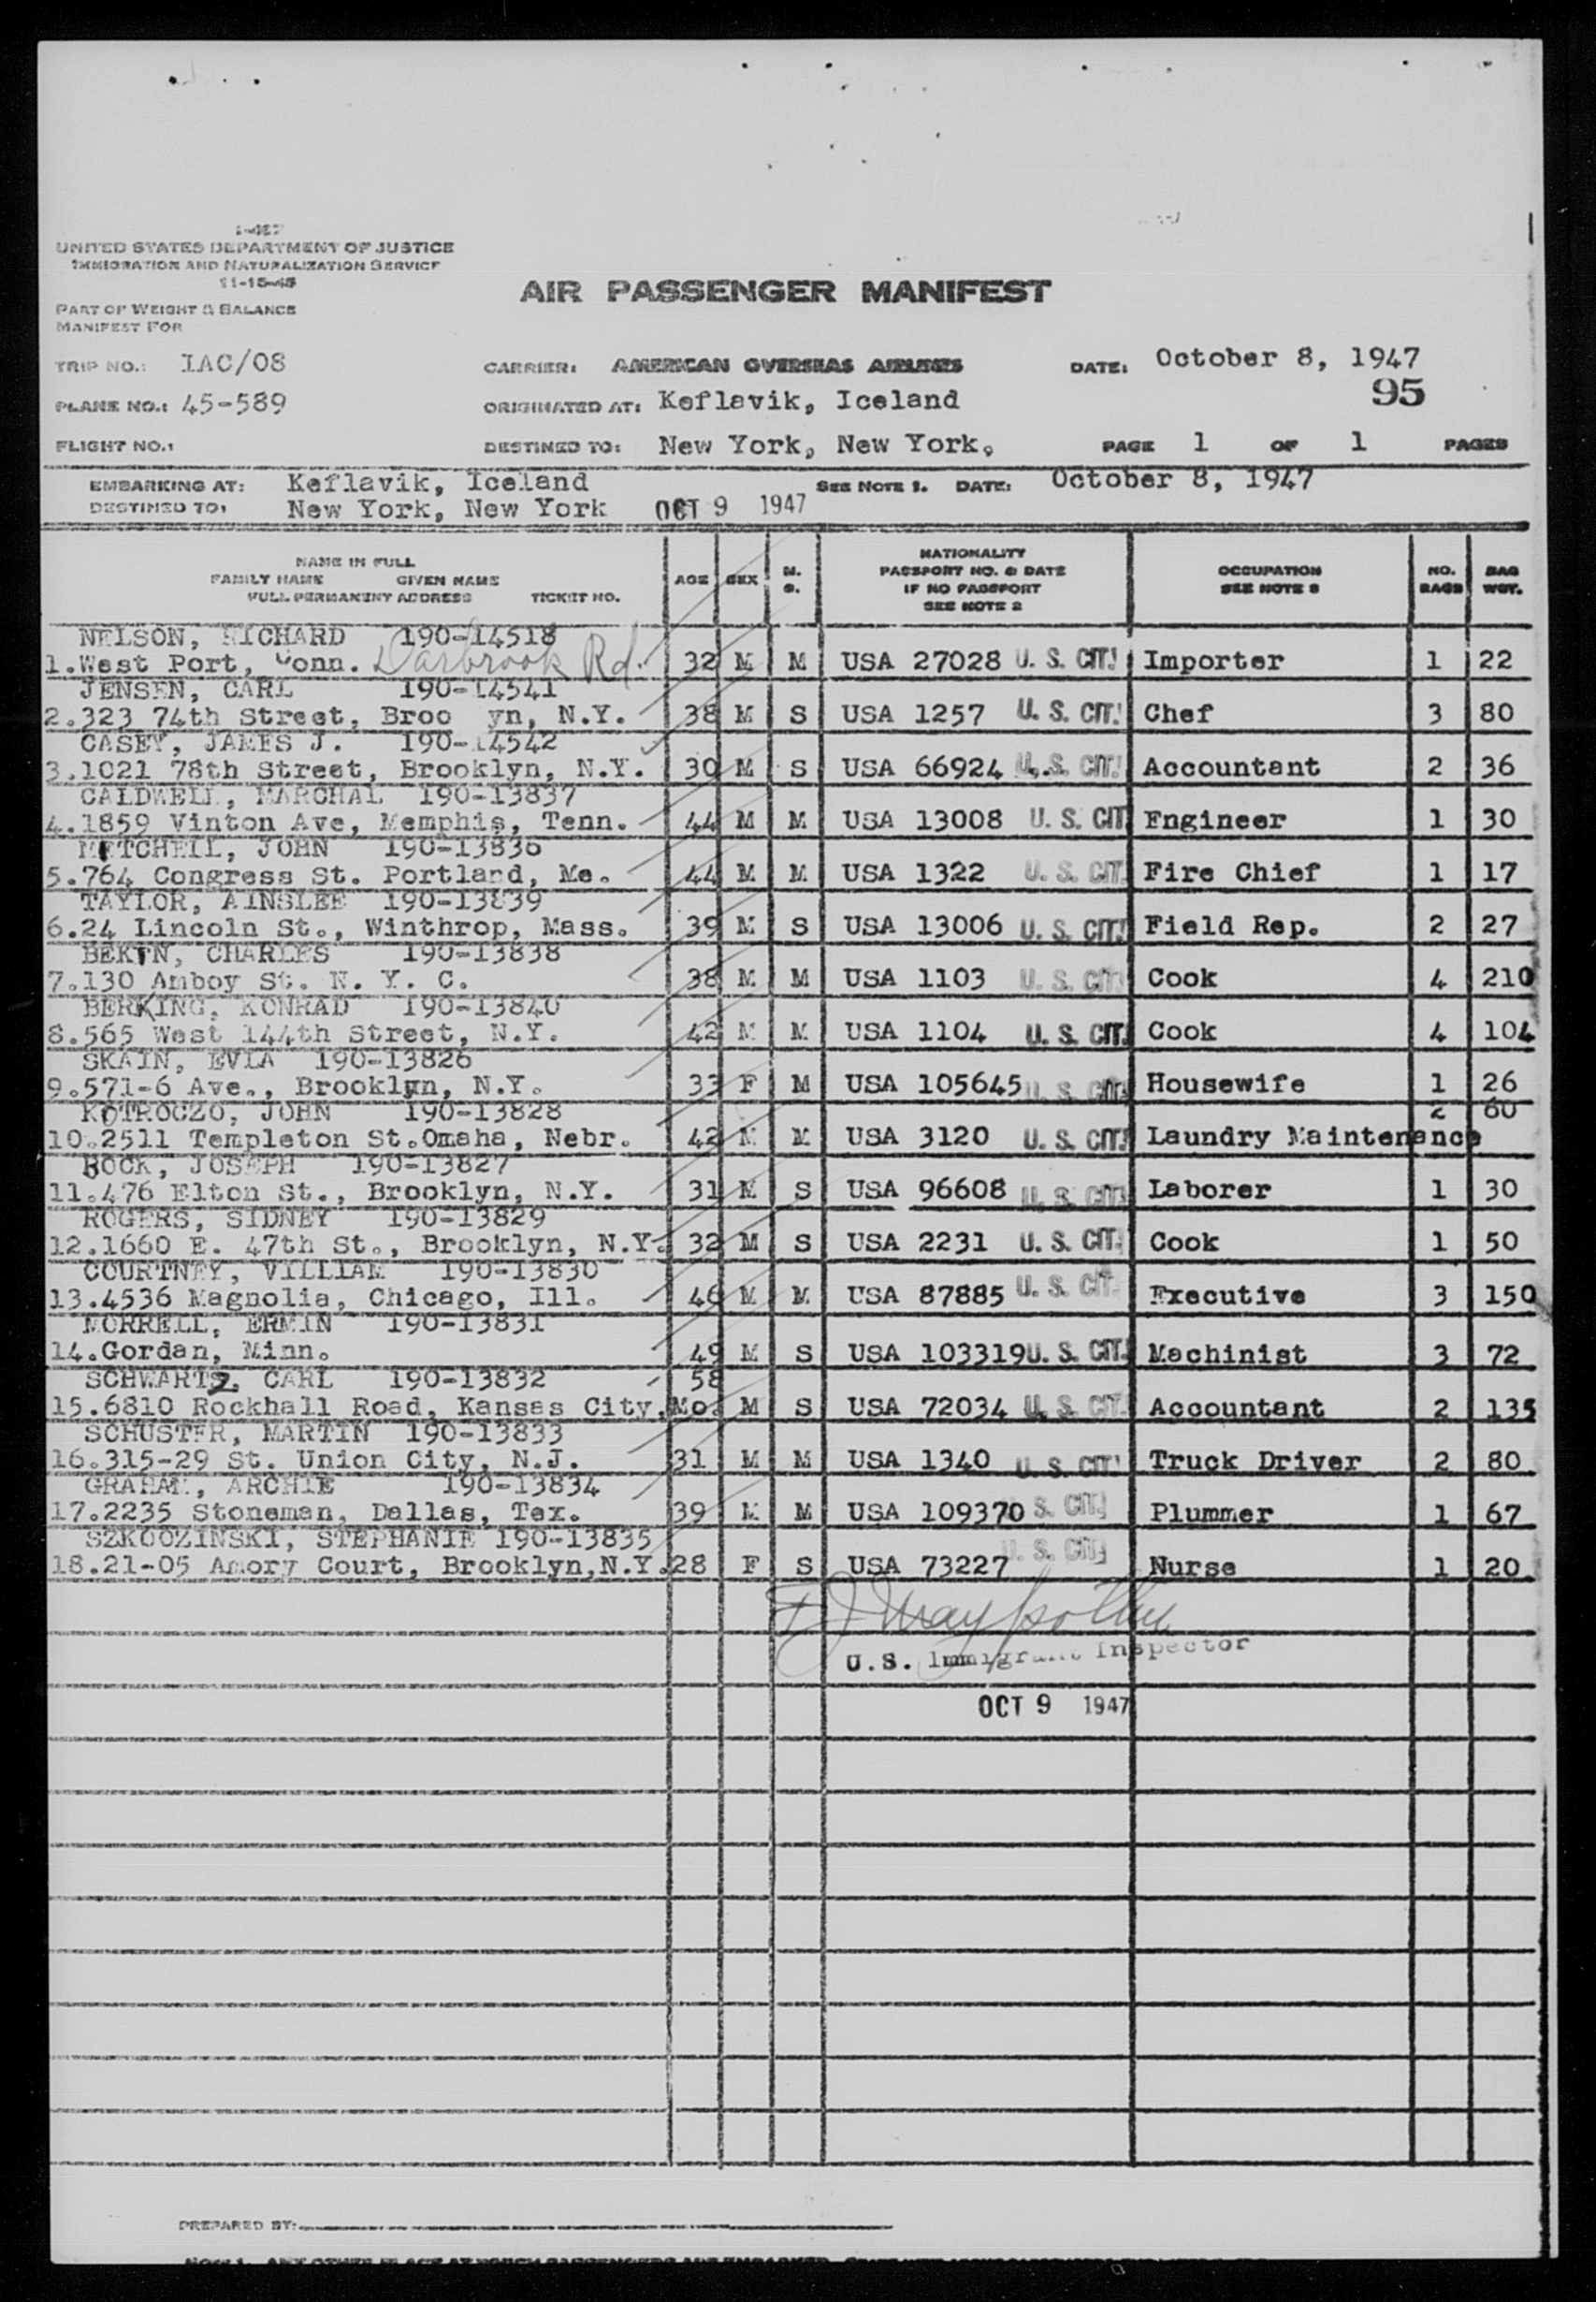 1-467
UNITED STATES DEPARTMENT OF JUSTICE
IMMIGRATION AND NATURALIZATION SERVICE
11-15-45
AIR PASSENGER MANIFEST
PART OF WEIGHT & BALANCE
MANIFEST FOR
TRIP NO.: IAC/08 CARRIER: AMERICAN OVERSEAS AIRLINES DATE: October 8, 1947
95
PLANE NO.: 45-589 ORIGINATED AT: Keflavik, Iceland
FLIGHT NO.: DESTINED TO: New York, New York. PAGE 1 OF 1 PAGES
EMBARKING AT: Keflavik, Iceland SEE NOTE 1. DATE: October 8, 1947
DESTINED TO: New York, New York OCT 9 1947
NAME IN FULL
FAMILY NAME GIVEN NAME
FULL PERMANENT ADDRESS TICKET NO. AGE SEX M. S. NATIONALITY PASSPORT NO. & DATE IF NO PASSPORT SEE NOTE 2 OCCUPATION SEE NOTE 3 NO. BAGS BAG WGT.
NELSON, RICHARD 190-14518
1.West Port, Conn. Darbrook Rd. 32 M M USA 27028 U. S. CIT. Importer 1 22
JENSEN, CARL 190-14541
2.323 74th Street, Broo yn, N.Y. 38 M S USA 1257 U. S. CIT. Chef 3 80
CASEY, JAMES J. 190-14542
3.1021 78th Street, Brooklyn, N.Y. 30 M S USA 66924 U. S. CIT. Accountant 2 36
CALDWELL, MARCHAL 190-13837
4.1859 Vinton Ave, Memphis, Tenn. 44 M M USA 13008 U. S. CIT Engineer 1 30
MITCHELL, JOHN 190-13836
5.764 Congress St. Portland, Me. 44 M M USA 1322 U. S. CIT. Fire Chief 1 17
TAYLOR, AINSLEE 190-13839
6.24 Lincoln St., Winthrop, Mass. 39 M S USA 13006 U. S. CIT. Field Rep. 2 27
BEKIN, CHARLES 190-13838
7.130 Amboy St. N. Y. C. 38 M M USA 1103 U. S. CIT. Cook 4 210
BERKING, KONRAD 190-13840
8.565 West 144th Street, N.Y. 42 M M USA 1104 U. S. CIT. Cook 4 104
SKAIN, EVLA 190-13826
9.571-6 Ave., Brooklyn, N.Y. 33 F M USA 105645 U. S. CIT. Housewife 1 26
KOTROCZO, JOHN 190-13828 2 60
10.2511 Templeton St.Omaha, Nebr. 42 M M USA 3120 U. S. CIT. Laundry Maintenance
BOCK, JOSEPH 190-13827
11.476 Elton St., Brooklyn, N.Y. 31 M S USA 96608 U. S. CIT. Laborer 1 30
ROGERS, SIDNEY 190-13829
12.1660 E. 47th St., Brooklyn, N.Y. 32 M S USA 2231 U. S. CIT. Cook 1 50
COURTNEY, VILLIAM 190-13830
13.4536 Magnolia, Chicago, Ill. 46 M M USA 87885 U. S. CIT. Executive 3 150
MORRELL, ERMIN 190-13831
14.Gordan, Minn. 49 M S USA 103319 U. S. CIT. Machinist 3 72
SCHWARTZ, CARL 190-13832 58
15.6810 Rockhall Road, Kansas City, Mo. M S USA 72034 U. S. CIT. Accountant 2 135
SCHUSTER, MARTIN 190-13833
16.315-29 St. Union City, N.J. 31 M M USA 1340 U. S. CIT. Truck Driver 2 80
GRAHAM, ARCHIE 190-13834
17.2235 Stoneman, Dallas, Tex. 39 M M USA 109370 S. CIT. Plummer 1 67
SZKODZINSKI, STEPHANIE 190-13835
18.21-05 Amory Court, Brooklyn,N.Y. 28 F S USA 73227 U. S. CIT. Nurse 1 20
U.S. Immigrant Inspector
OCT 9 1947
PREPARED BY: